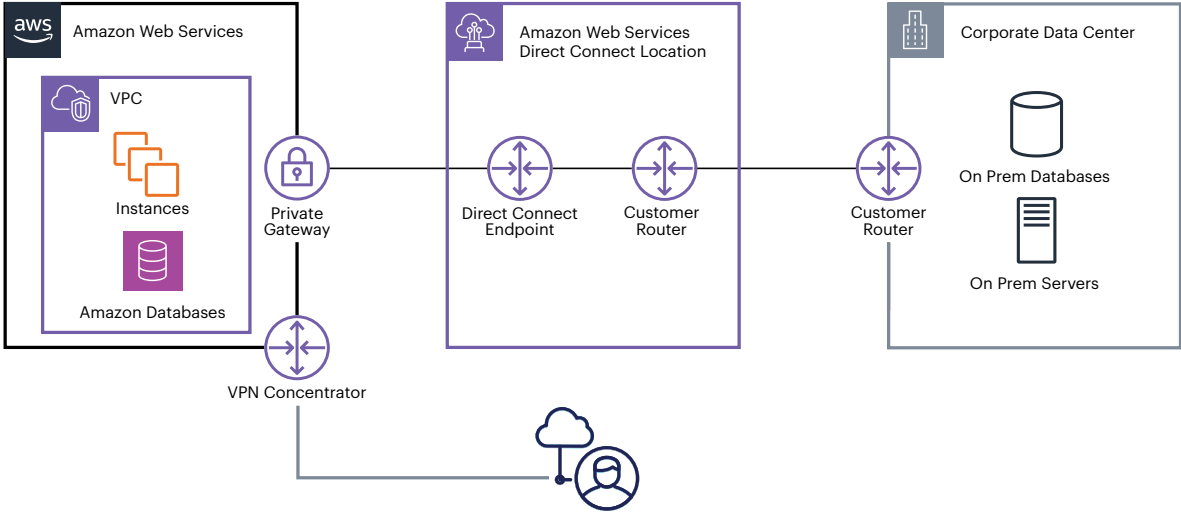 aws
Amazon Web Services
VPC
Instances
Amazon Databases
Private
Gateway
VPN Concentrator
Amazon Web Services
Direct Connect Location
Direct Connect
Endpoint
Customer
Router
Corporate Data Center
Customer
Router
On Prem Databases
On Prem Servers